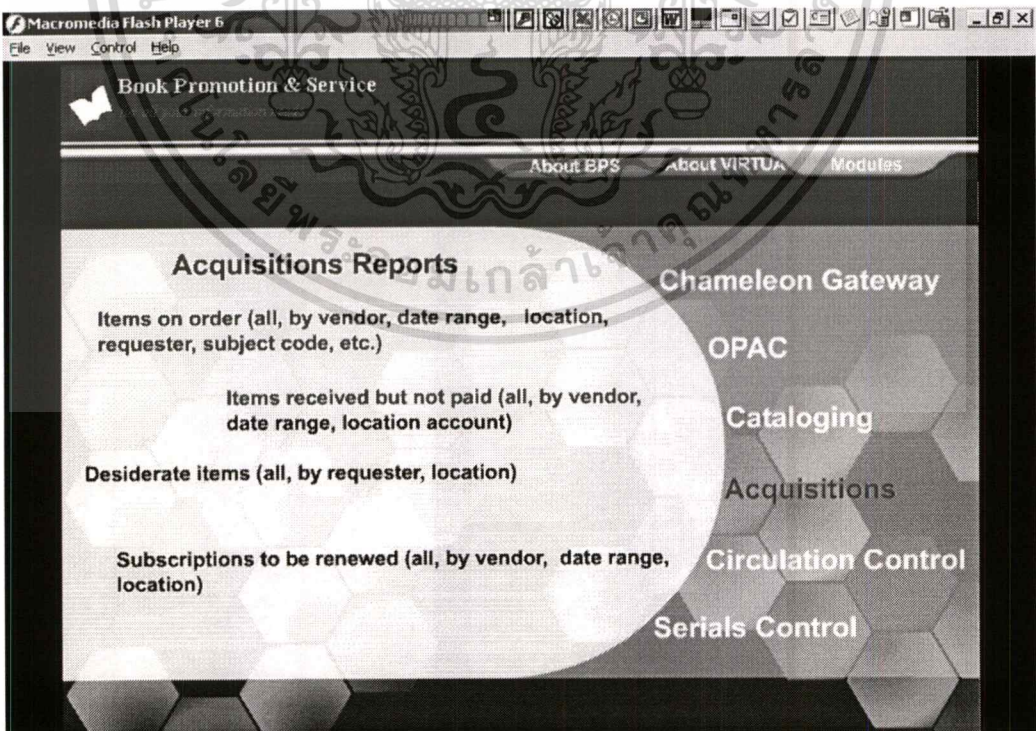 Macromedia Flash Player 6
File View Control Help
Book Promotion & Service
About BPS About VIRTUA Modules
Acquisitions Reports
Items on order (all, by vendor, date range, location,
requester, subject code, etc.)
Items received but not paid (all, by vendor,
date range, location account)
Desiderate items (all, by requester, location)
Subscriptions to be renewed (all, by vendor, date range,
location)
Chameleon Gateway
OPAC
Cataloging
Acquisitions
Circulation Control
Serials Control